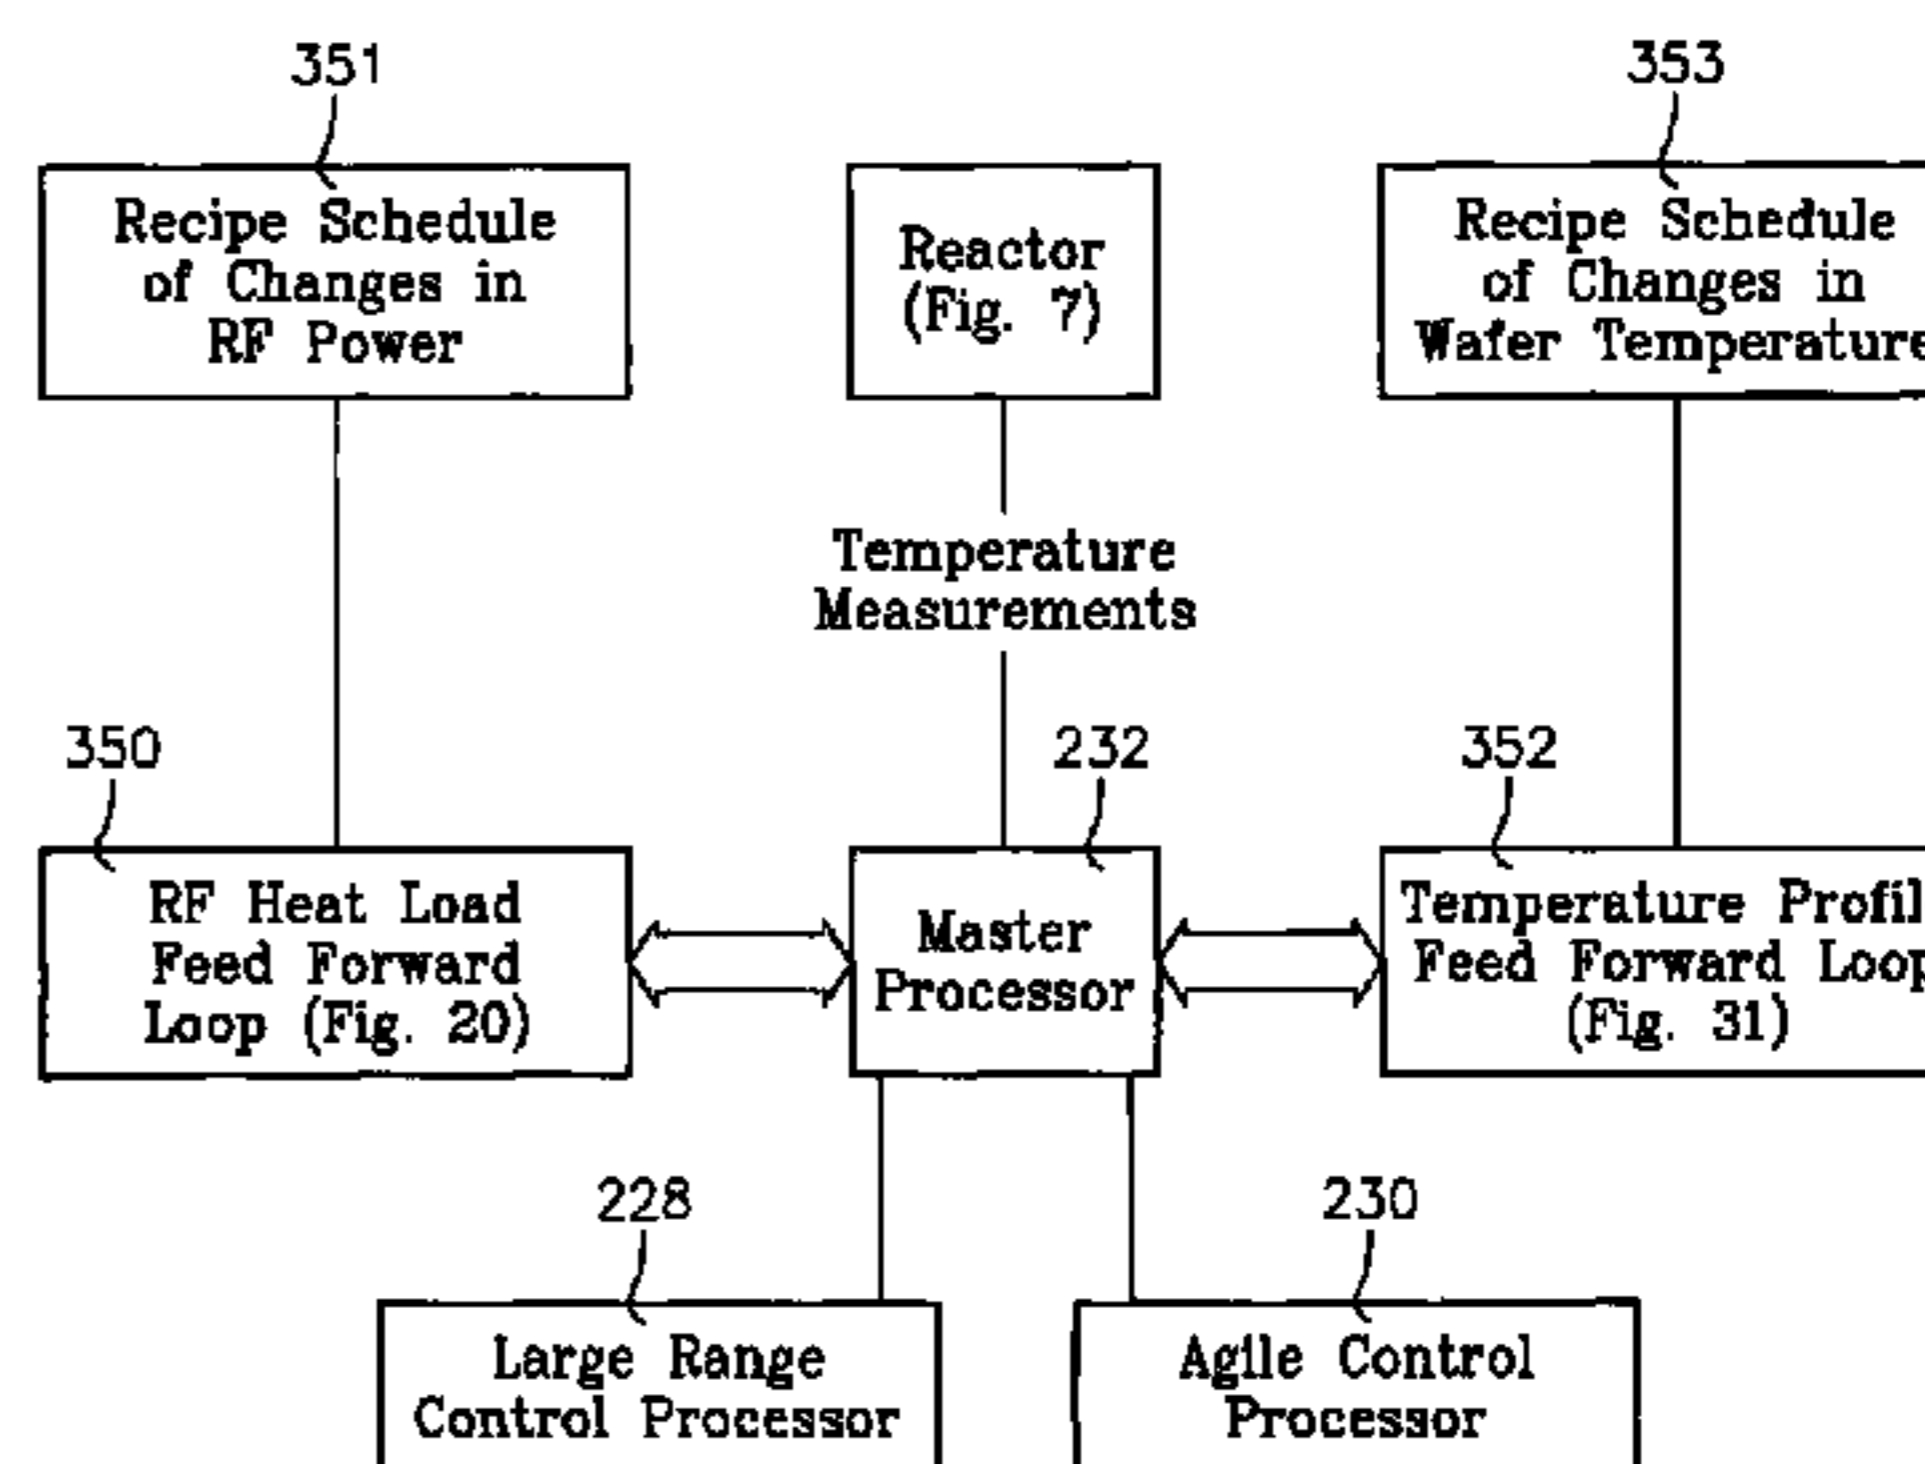 351
Recipe Schedule
of Changes in
RF Power
Reactor
(Fig. 7)
353
Recipe Schedule
of Changes in
Wafer Temperature
Temperature
Measurements
350
RF Heat Load
Feed Forward
Loop (Fig. 20)
232
Master
Processor
352
Temperature Profil
Feed Forward Loop
(Fig. 31)
228
Large Range
Control Processor
230
Agile Control
Processor